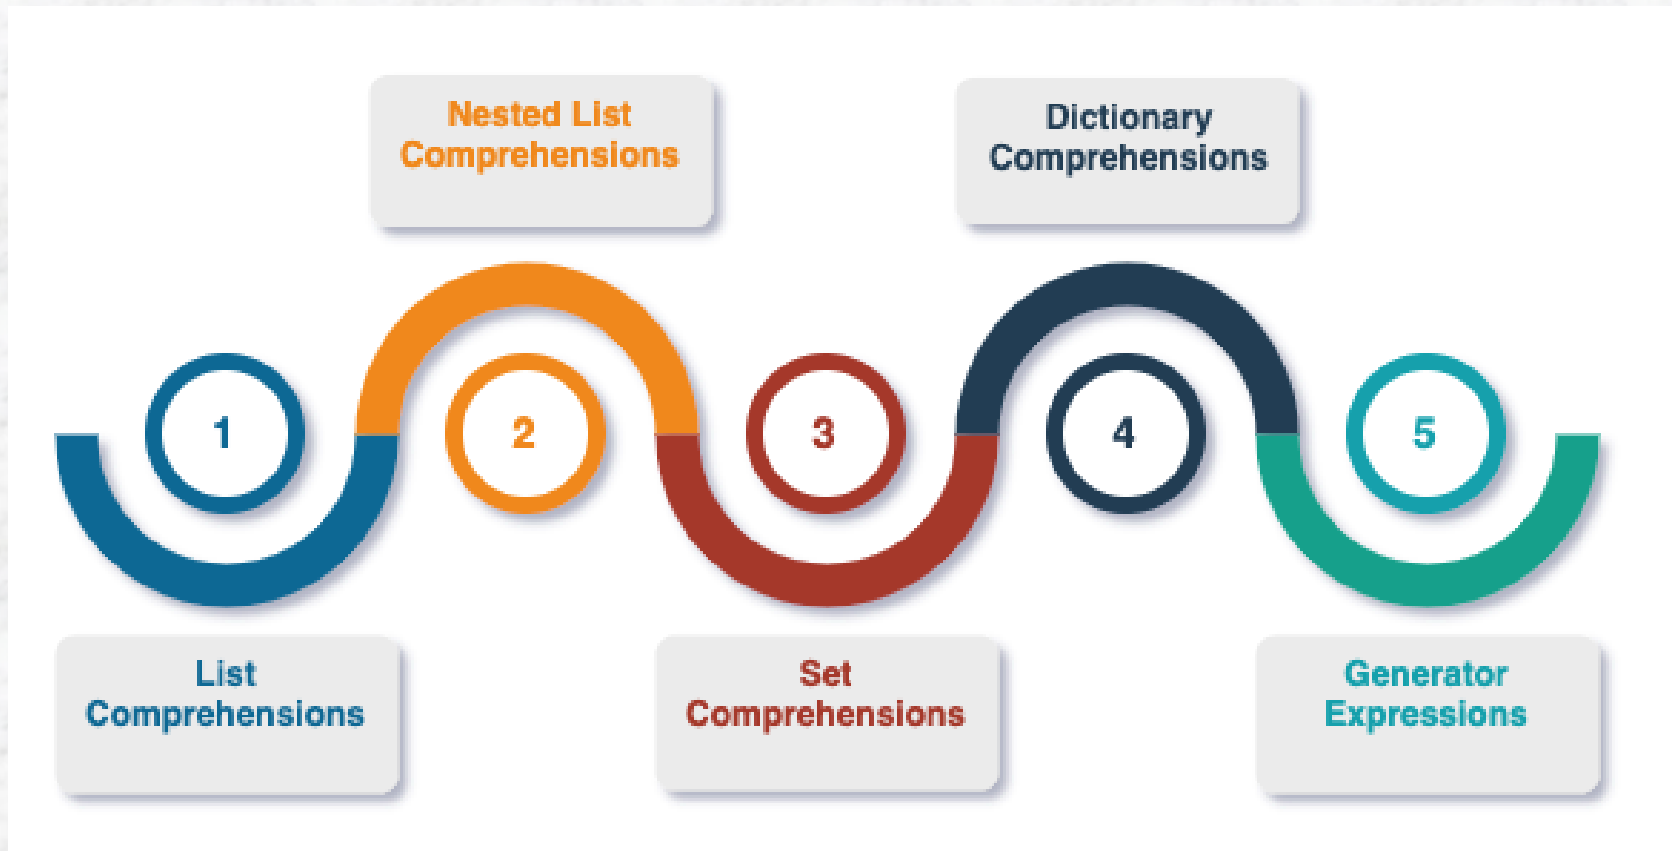 Nested List
Comprehensions
Dictionary
Comprehensions
1
2
3
4
5
List
Comprehensions
Set
Comprehensions
Generator
Expressions